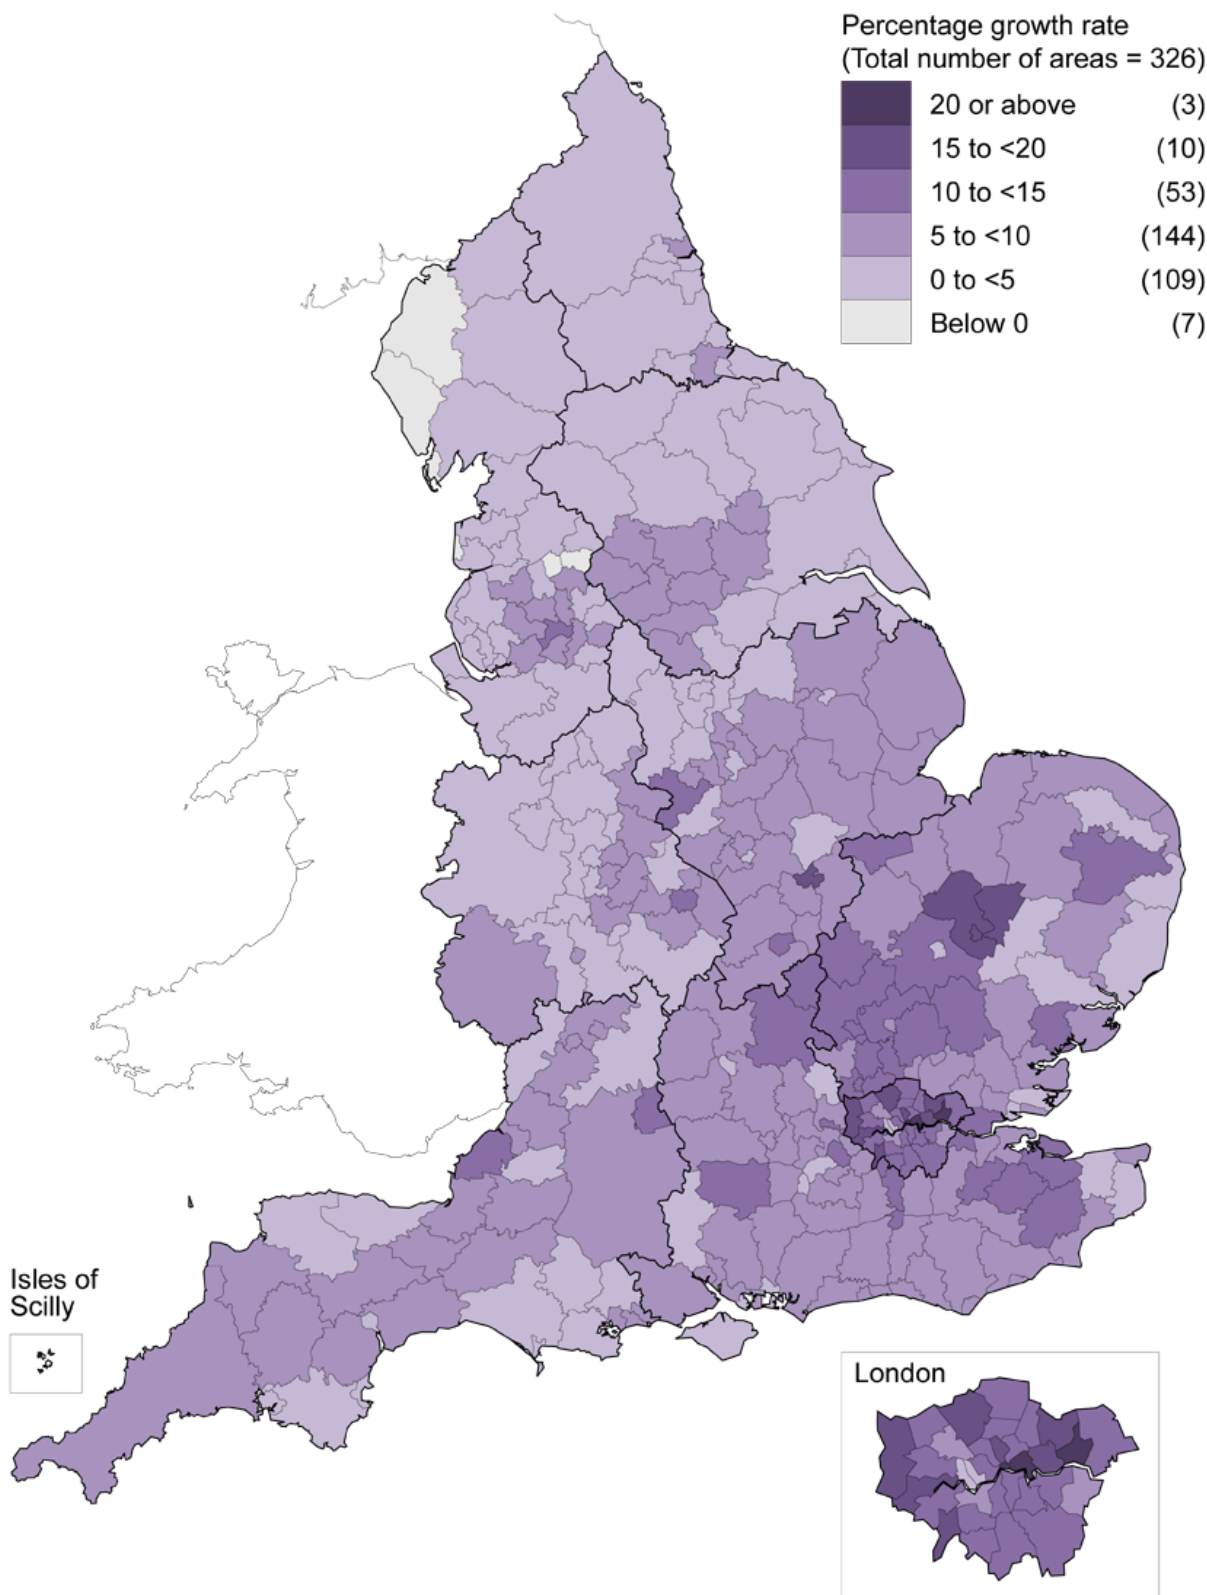 Percentage growth rate
(Total number of areas = 326)
20 or above (3)
15 to <20 (10)
10 to <15 (53)
5 to <10 (144)
0 to <5 (109)
Below 0 (7)
Isles of
Scilly
London